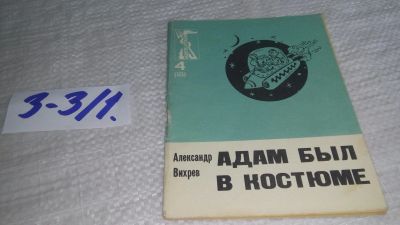 3-3/1.
4
Александр
Вихрев
АДАМ БЫЛ
В КОСТЮМЕ